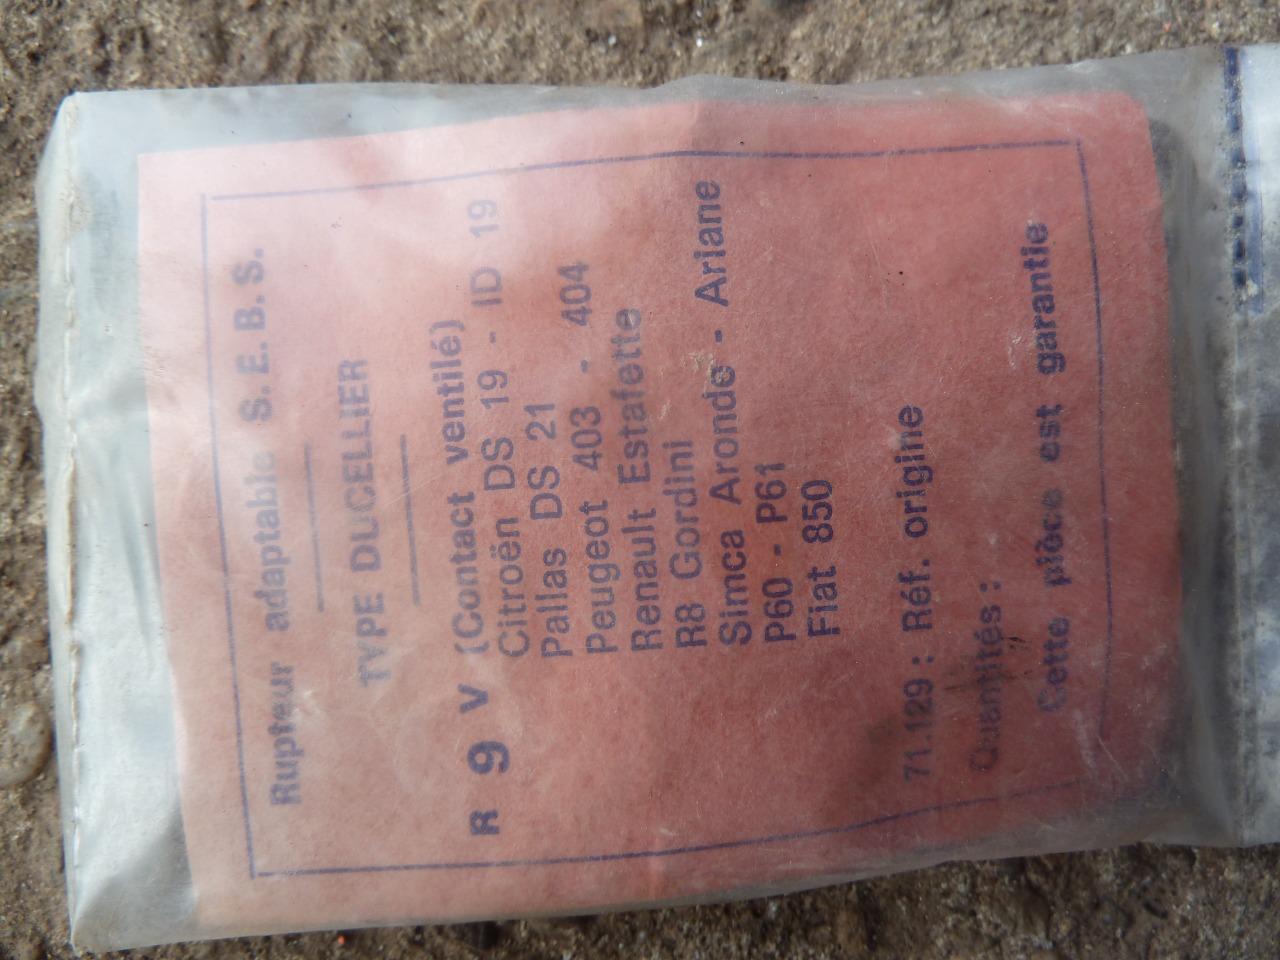 Rupteur adaptable S. E. B. S.
TYPE DUCELLIER
R 9 V (Contact ventilé)
Citroën DS 19 - ID 19
Pallas DS 21
Peugeot 403 - 404
Renault Estafette
R8 Gordini
Simca Aronde - Ariane
P60 - P61
Fiat 850
71.129 : Réf. origine
Quantités :
Cette pièce est garantie